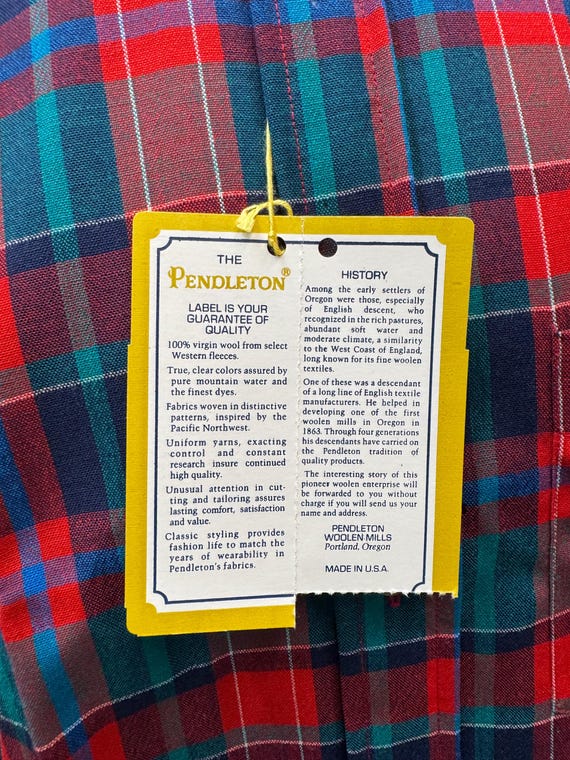 THE
PENDLETON®
LABEL IS YOUR
GUARANTEE OF
QUALITY
100% virgin wool from select
Western fleeces.
True, clear colors assured by
pure mountain water and
the finest dyes.
Fabrics woven in distinctive
patterns, inspired by the
Pacific Northwest.
Uniform yarns, exacting
control and constant
research insure continued
high quality.
Unusual attention in cut-
ting and tailoring assures
lasting comfort, satisfaction
and value.
Classic styling provides
fashion life to match the
years of wearability in
Pendleton's fabrics.
HISTORY
Among the early settlers of
Oregon were those, especially
of English descent, who
recognized in the rich pastures,
abundant soft water and
moderate climate, a similarity
to the West Coast of England,
long known for its fine woolen
textiles.
One of these was a descendant
of a long line of English textile
manufacturers. He helped in
developing one of the first
woolen mills in Oregon in
1863. Through four generations
his descendants have carried on
the Pendleton tradition of
quality products.
The interesting story of this
pioneer woolen enterprise will
be forwarded to you without
charge if you will send us your
name and address.
PENDLETON
WOOLEN MILLS
Portland, Oregon
MADE IN U.S.A.